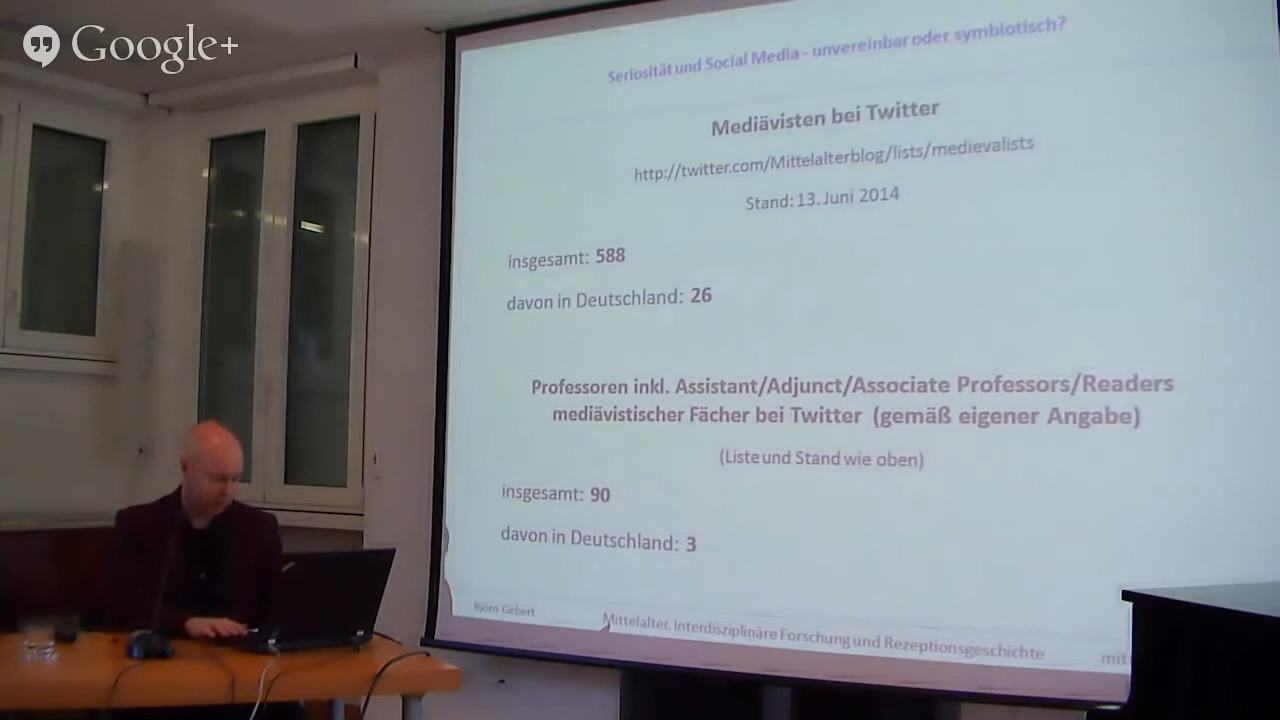 Google+
Seriosität und Social Media - unvereinbar oder symbiotisch?
Mediävisten bei Twitter
http://twitter.com/Mittelalterblog/lists/medievalists
Stand: 13. Juni 2014
insgesamt: 588
davon in Deutschland: 26
Professoren inkl. Assistant/Adjunct/Associate Professors/Readers
mediävistischer Fächer bei Twitter (gemäß eigener Angabe)
(Liste und Stand wie oben)
insgesamt: 90
davon in Deutschland: 3
Björn Gebert
Mittelalter. Interdisziplinäre Forschung und Rezeptionsgeschichte